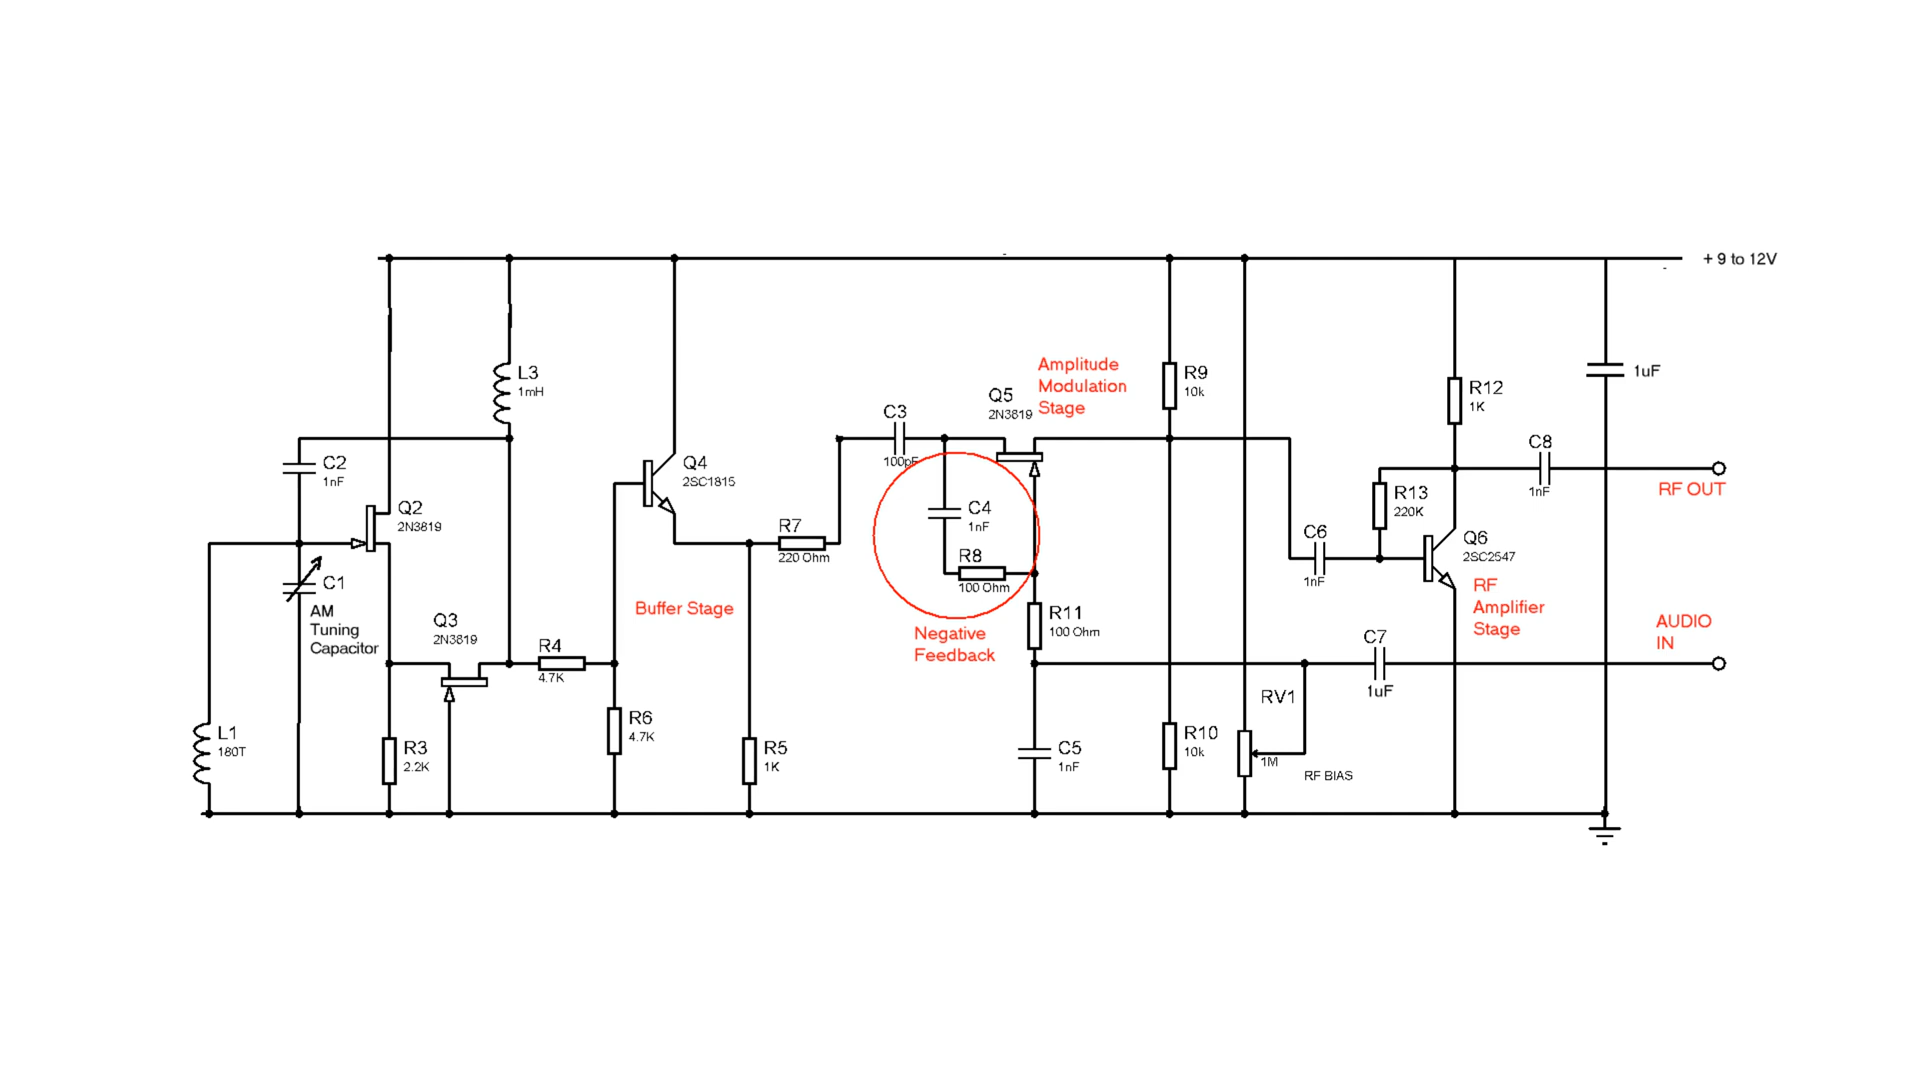 + 9 to 12V
L3
1mH
Amplitude
Modulation
Stage
R9
10k
1uF
R12
1K
Q5
2N3819
C3
100pF
C2
1nF
Q4
2SC1815
C8
1nF
RF OUT
Q2
2N3819
C4
1nF
R13
220K
R7
220 Ohm
C6
1nF
Q6
2SC2547
R8
100 Ohm
C1
AM
Tuning
Capacitor
RF
Amplifier
Stage
Buffer Stage
R11
100 Ohm
Q3
2N3819
Negative
Feedback
AUDIO
IN
R4
4.7K
C7
1uF
RV1
R6
4.7K
L1
180T
R3
2.2K
R5
1K
C5
1nF
R10
10k
1M
RF BIAS